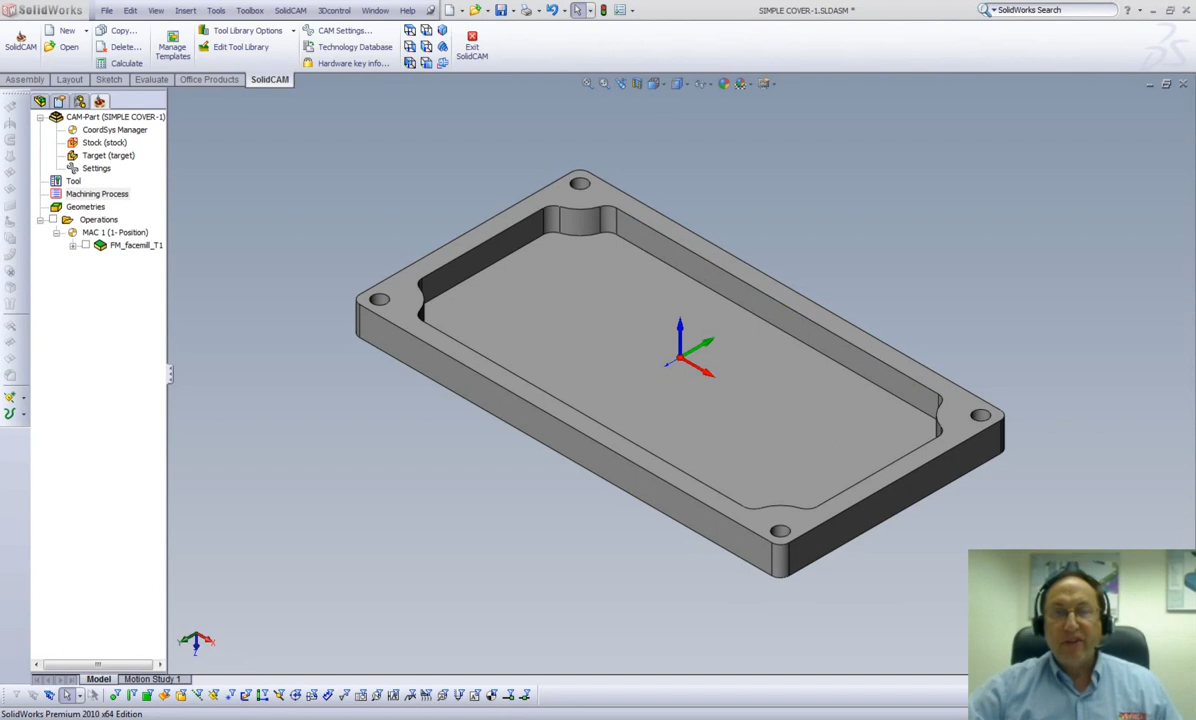 SolidWorks File Edit View Insert Tools Toolbox SolidCAM 3Dcontrol Window Help SIMPLE COVER-1.SLDASM * SolidWorks Search
SolidCAM
New
Open
Copy...
Delete...
Calculate
Manage
Templates
Tool Library Options
Edit Tool Library
CAM Settings...
Technology Database
Hardware key info...
Exit
SolidCAM
Assembly Layout Sketch Evaluate Office Products SolidCAM
CAM-Part (SIMPLE COVER-1)
CoordSys Manager
Stock (stock)
Target (target)
Settings
Tool
Machining Process
Geometries
Operations
MAC 1 (1- Position)
FM_facemill_T1
Y X
Z
Model Motion Study 1
SolidWorks Premium 2010 x64 Edition